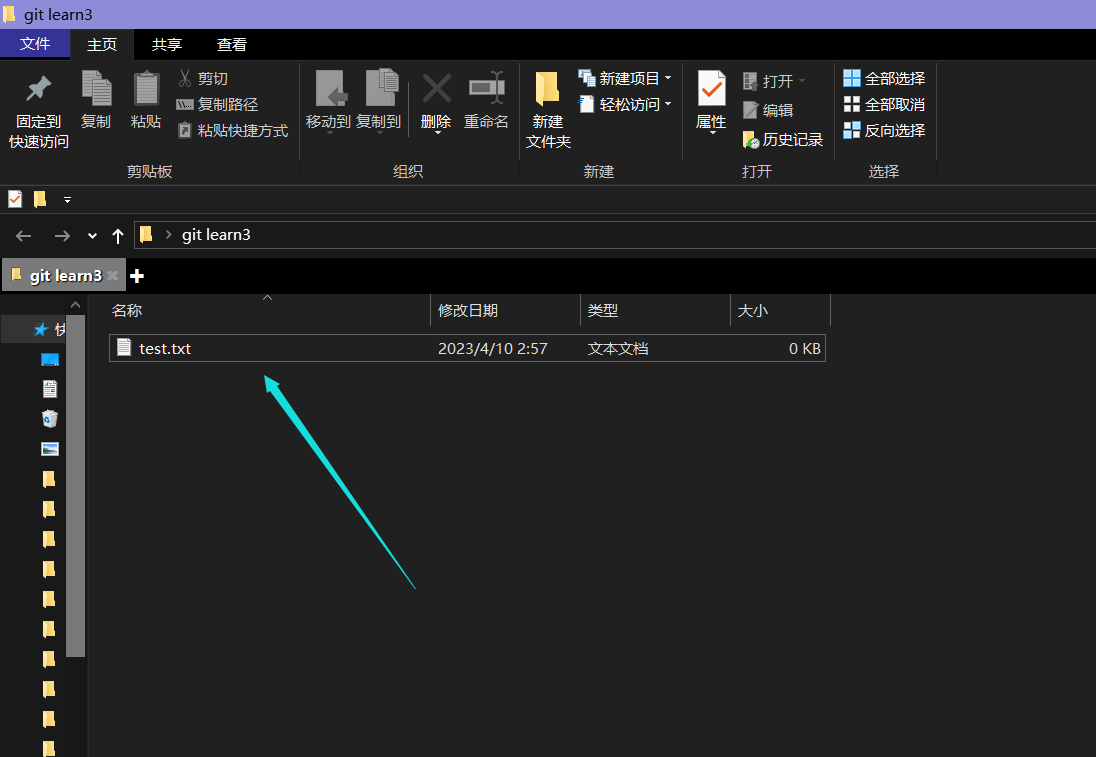 git learn3
文件 主页 共享 查看
固定到
快速访问
复制
粘贴
剪切
复制路径
粘贴快捷方式
剪贴板
移动到 复制到 删除 重命名
组织
新建
文件夹
新建项目
轻松访问
新建
属性
打开
编辑
历史记录
打开
全部选择
全部取消
反向选择
选择
git learn3
git learn3
快
名称 修改日期 类型 大小
test.txt 2023/4/10 2:57 文本文档 0 KB